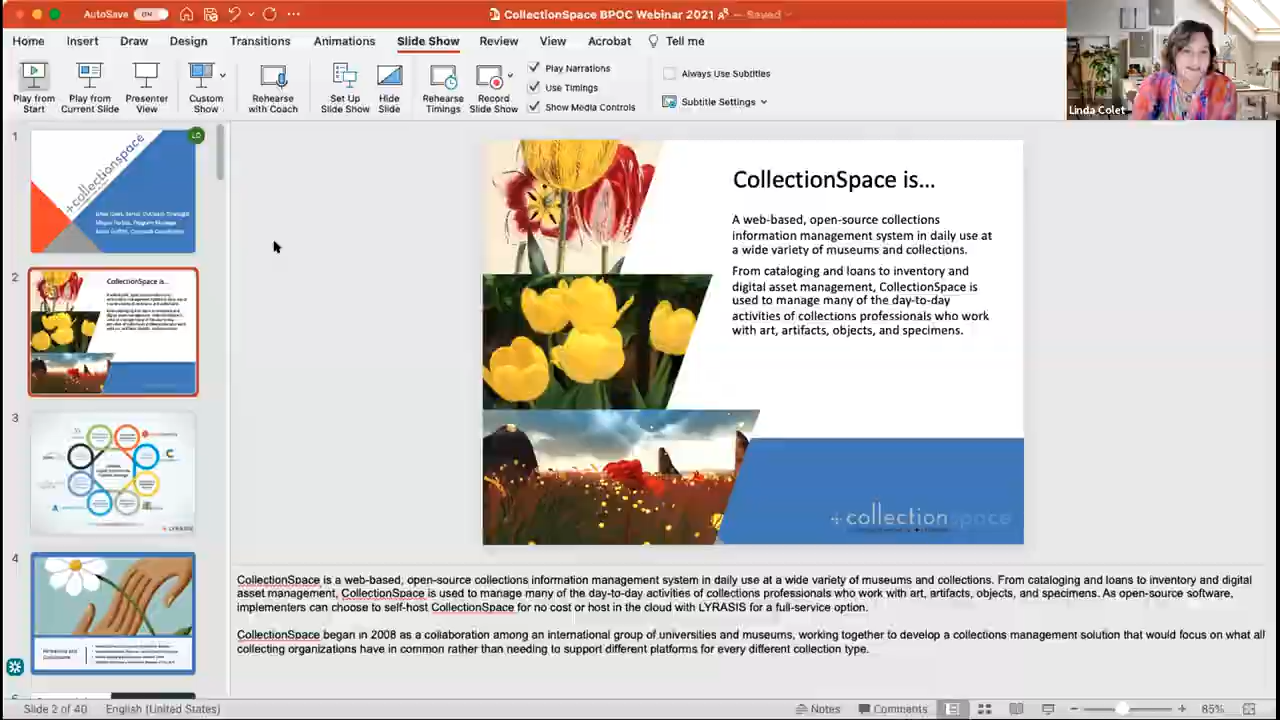 AutoSave ON
CollectionSpace BPOC Webinar 2021 — Saved
Home Insert Draw Design Transitions Animations Slide Show Review View Acrobat Tell me
Play from Start
Play from Current Slide
Presenter View
Custom Show
Rehearse with Coach
Set Up Slide Show
Hide Slide
Rehearse Timings
Record Slide Show
Play Narrations
Use Timings
Show Media Controls
Always Use Subtitles
Subtitle Settings
Linda Colet
1
LC
+collectionspace
2
CollectionSpace is...
3
LYRASIS
4
CollectionSpace is...
A web-based, open-source collections
information management system in daily use at
a wide variety of museums and collections.
From cataloging and loans to inventory and
digital asset management, CollectionSpace is
used to manage many of the day-to-day
activities of collections professionals who work
with art, artifacts, objects, and specimens.
+collectionspace
CollectionSpace is a web-based, open-source collections information management system in daily use at a wide variety of museums and collections. From cataloging and loans to inventory and digital
asset management, CollectionSpace is used to manage many of the day-to-day activities of collections professionals who work with art, artifacts, objects, and specimens. As open-source software,
implementers can choose to self-host CollectionSpace for no cost or host in the cloud with LYRASIS for a full-service option.
CollectionSpace began in 2008 as a collaboration among an international group of universities and museums, working together to develop a collections management solution that would focus on what all
collecting organizations have in common rather than needing to support different platforms for every different collection type.
Slide 2 of 40 English (United States) Notes Comments 85%